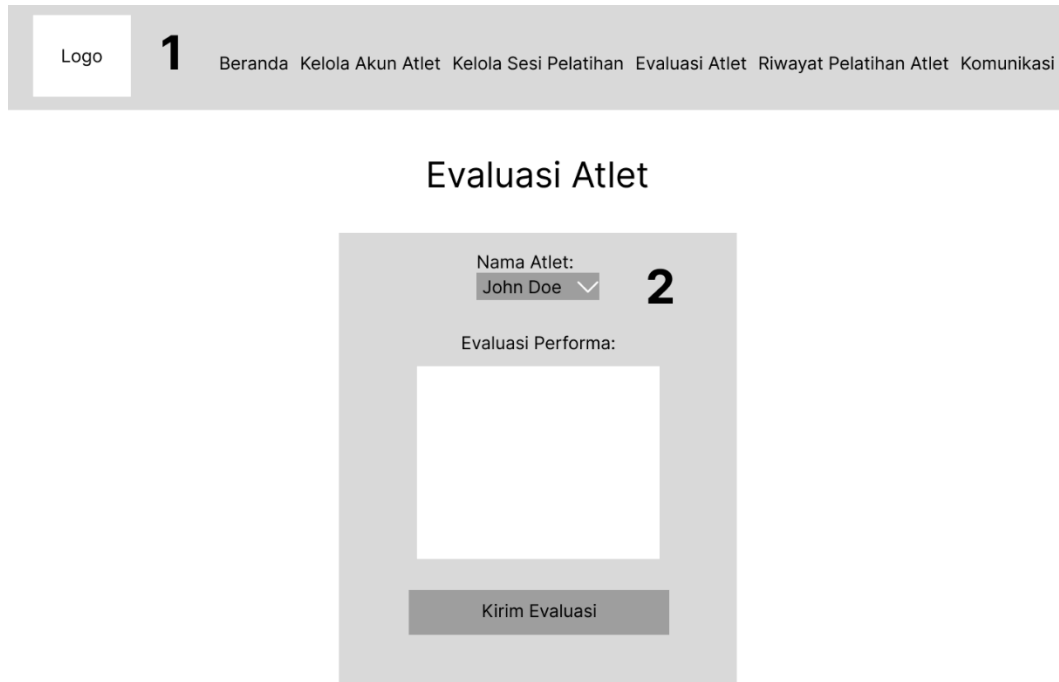 Logo
1
Beranda Kelola Akun Atlet Kelola Sesi Pelatihan Evaluasi Atlet Riwayat Pelatihan Atlet Komunikasi
Evaluasi Atlet
Nama Atlet:
John Doe
2
Evaluasi Performa:
Kirim Evaluasi